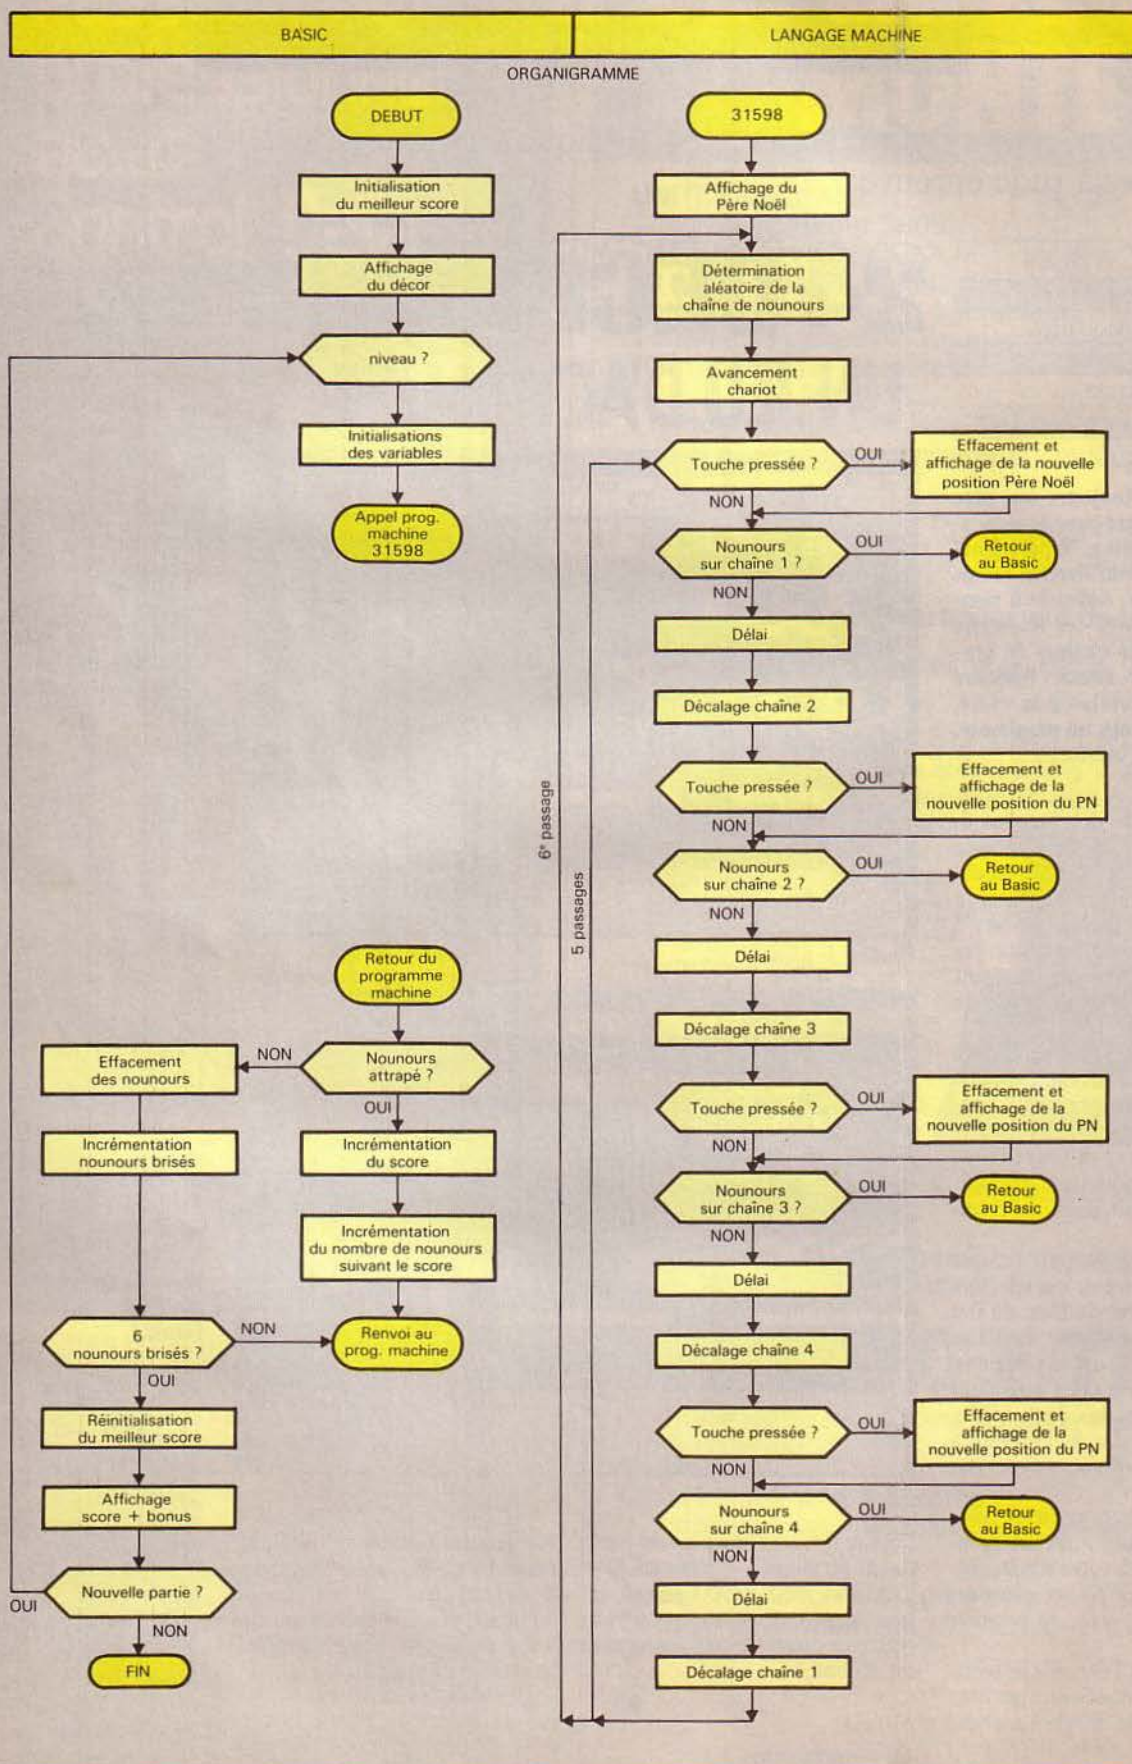 BASIC
LANGAGE MACHINE
ORGANIGRAMME
DEBUT
Initialisation
du meilleur score
Affichage
du décor
niveau ?
Initialisations
des variables
Appel prog.
machine
31598
Retour du
programme
machine
Nounours
attrapé ?
NON
OUI
Effacement
des nounours
Incrémentation
nounours brisés
Incrémentation
du score
Incrémentation
du nombre de nounours
suivant le score
6
nounours brisés ?
NON
Renvoi au
prog. machine
OUI
Réinitialisation
du meilleur score
Affichage
score + bonus
Nouvelle partie ?
OUI
NON
FIN
31598
Affichage du
Père Noël
Détermination
aléatoire de la
chaîne de nounours
Avancement
chariot
Touche pressée ?
OUI
Effacement et
affichage de la nouvelle
position Père Noël
NON
Nounours
sur chaîne 1 ?
OUI
Retour
au Basic
NON
Délai
Décalage chaîne 2
Touche pressée ?
OUI
Effacement et
affichage de la
nouvelle position du PN
NON
Nounours
sur chaîne 2 ?
OUI
Retour
au Basic
NON
Délai
Décalage chaîne 3
Touche pressée ?
OUI
Effacement et
affichage de la
nouvelle position du PN
NON
Nounours
sur chaîne 3 ?
OUI
Retour
au Basic
NON
Délai
Décalage chaîne 4
Touche pressée ?
OUI
Effacement et
affichage de la
nouvelle position du PN
NON
Nounours
sur chaîne 4
OUI
Retour
au Basic
NON
Délai
Décalage chaîne 1
6e passage
5 passages